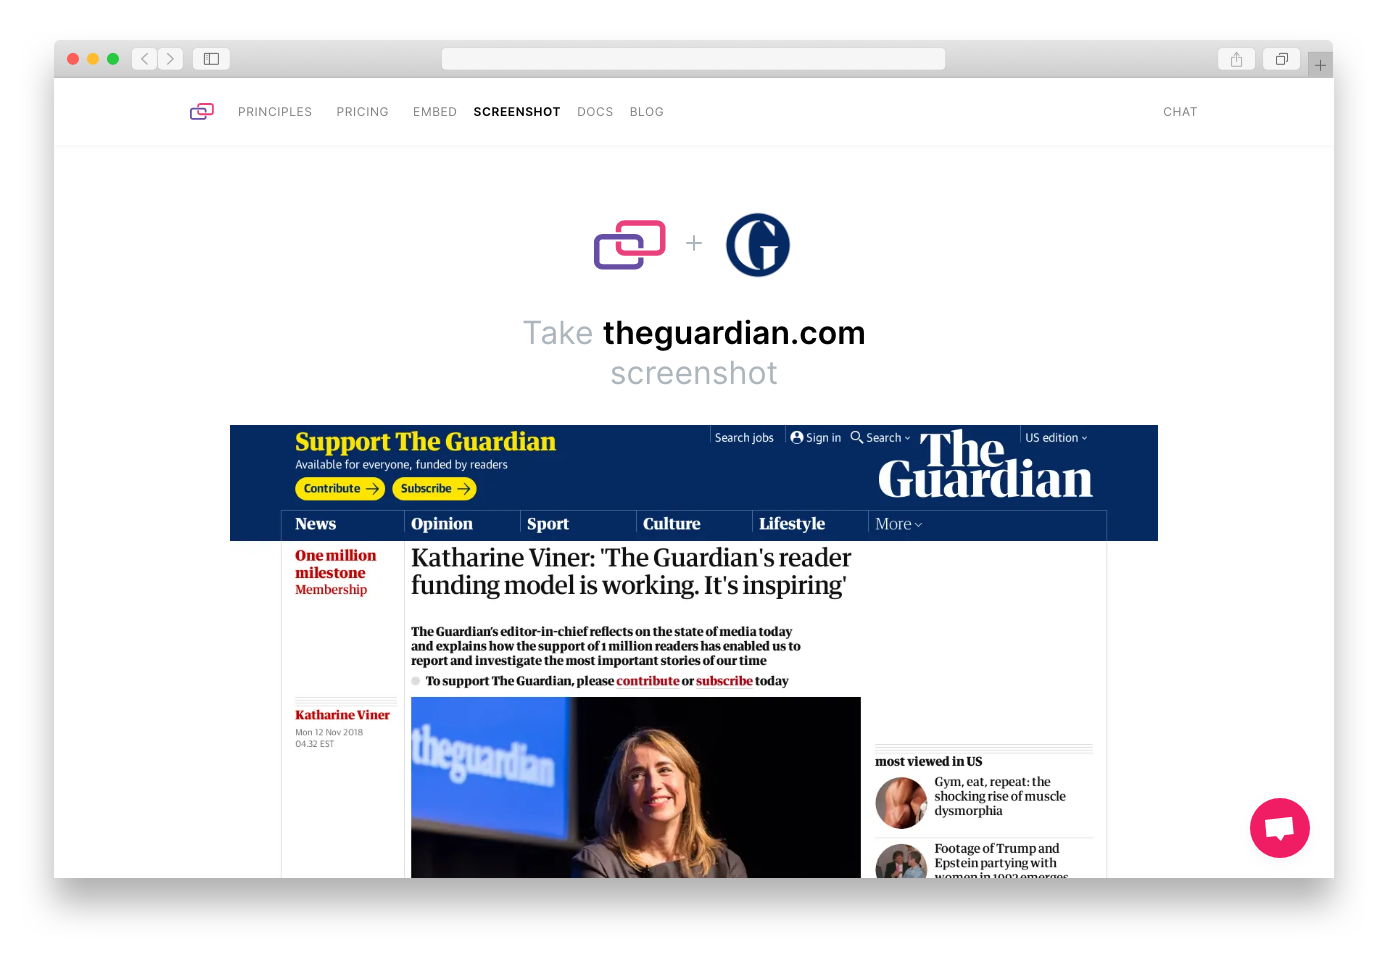 PRINCIPLES PRICING EMBED SCREENSHOT DOCS BLOG CHAT
G
Take theguardian.com
screenshot
Support The Guardian
Available for everyone, funded by readers
Contribute Subscribe
Search jobs Sign in Search US edition
The
Guardian
News Opinion Sport Culture Lifestyle More
One million
milestone
Membership
Katharine Viner: 'The Guardian's reader
funding model is working. It's inspiring'
The Guardian's editor-in-chief reflects on the state of media today
and explains how the support of 1 million readers has enabled us to
report and investigate the most important stories of our time
To support The Guardian, please contribute or subscribe today
Katharine Viner
Mon 12 Nov 2018
04.32 EST
theguardian
most viewed in US
Gym, eat, repeat: the
shocking rise of muscle
dysmorphia
Footage of Trump and
Epstein partying with
women in 1992 emerges